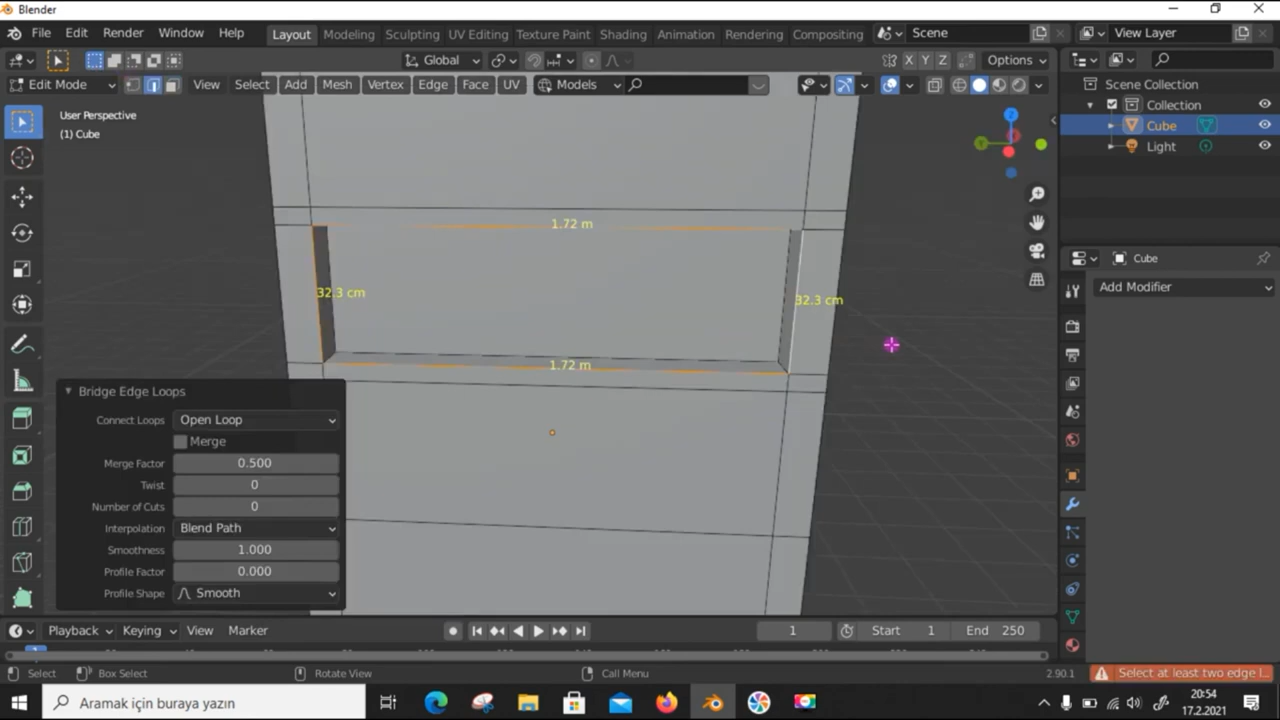 Blender
File Edit Render Window Help Layout Modeling Sculpting UV Editing Texture Paint Shading Animation Rendering Compositing Scene View Layer
Global X Y Z Options
Edit Mode View Select Add Mesh Vertex Edge Face UV Models
User Perspective
(1) Cube
Scene Collection
Collection
Cube
Light
1.72 m
32.3 cm
32.3 cm
1.72 m
Cube
Add Modifier
Bridge Edge Loops
Connect Loops Open Loop
Merge
Merge Factor 0.500
Twist 0
Number of Cuts 0
Interpolation Blend Path
Smoothness 1.000
Profile Factor 0.000
Profile Shape Smooth
Playback Keying View Marker 1 Start 1 End 250
Select Box Select Rotate View Call Menu 2.90.1 Select at least two edge l...
Aramak için buraya yazın
20:54
17.2.2021